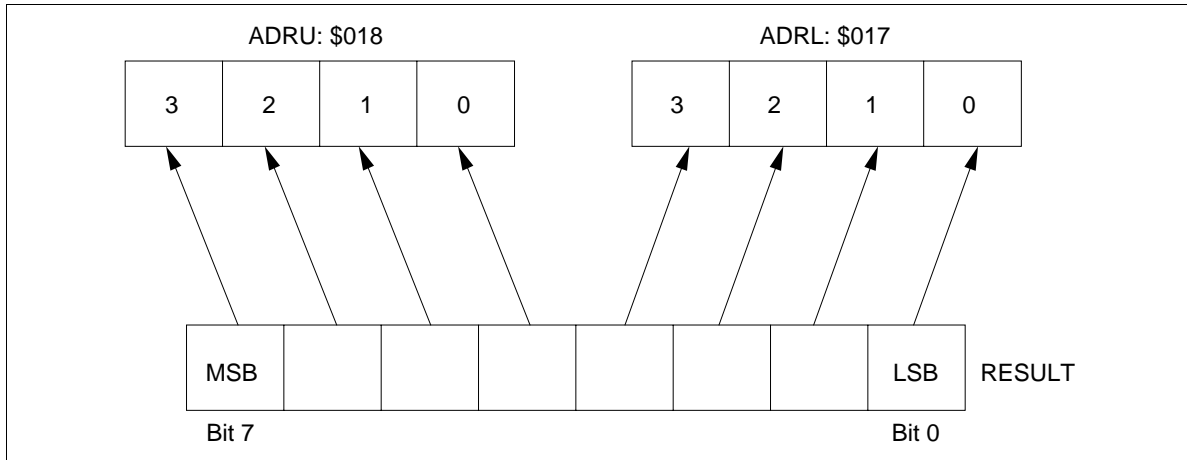 ADRU: $018 ADRL: $017
3 2 1 0 3 2 1 0
MSB LSB RESULT
Bit 7 Bit 0